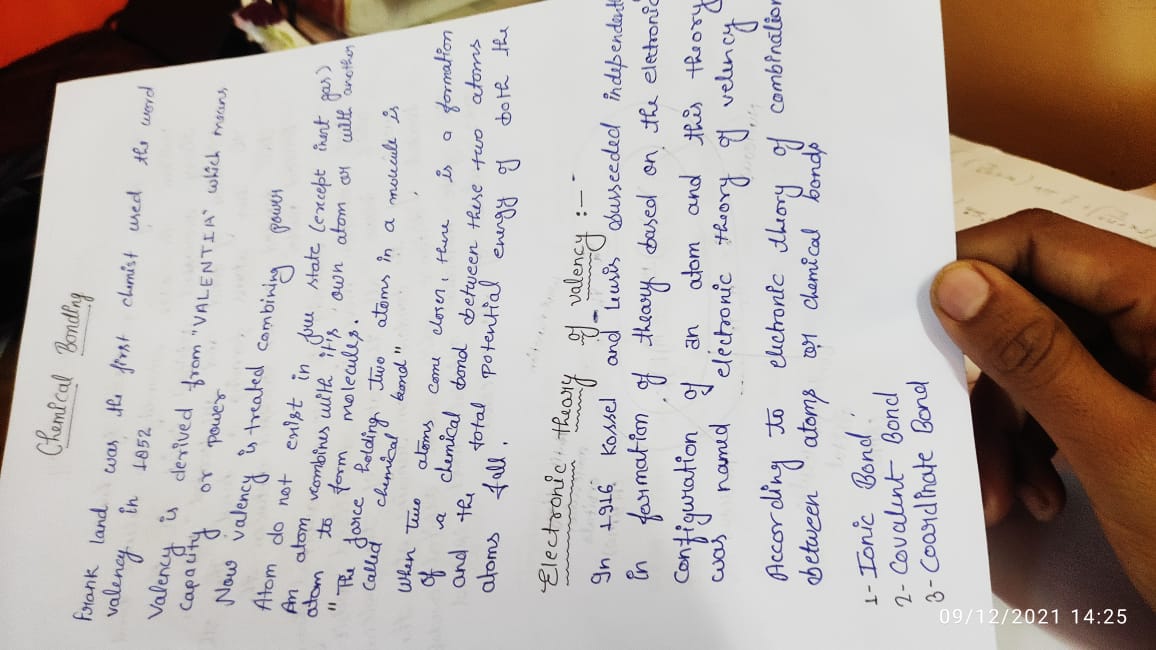 Chemical Bonding
Frank land was the first chemist used the word
valency in 1852
Valency is derived from "VALENTIA" which means
capacity or power
Now valency is treated combining power
Atom do not exist in free state (except inert gas)
An atom combines with it's own atom or with another
atom to form molecules.
" The force holding two atoms in a molecule is
called chemical bond"
When two atoms come closer, there is a formation
of a chemical bond between these two atoms
and the total potential energy of both the
atoms fall.
Electronic theory of valency :-
In 1916 Kossel and Lewis susseeded independent
in formation of theory based on the electronic
configuration of an atom and this theory
was named electronic theory of velency
According to electronic theory of combination
between atoms or chemical bonds
1- Ionic Bond
2- Covalent Bond
3- Coordinate Bond
09/12/2021 14:25